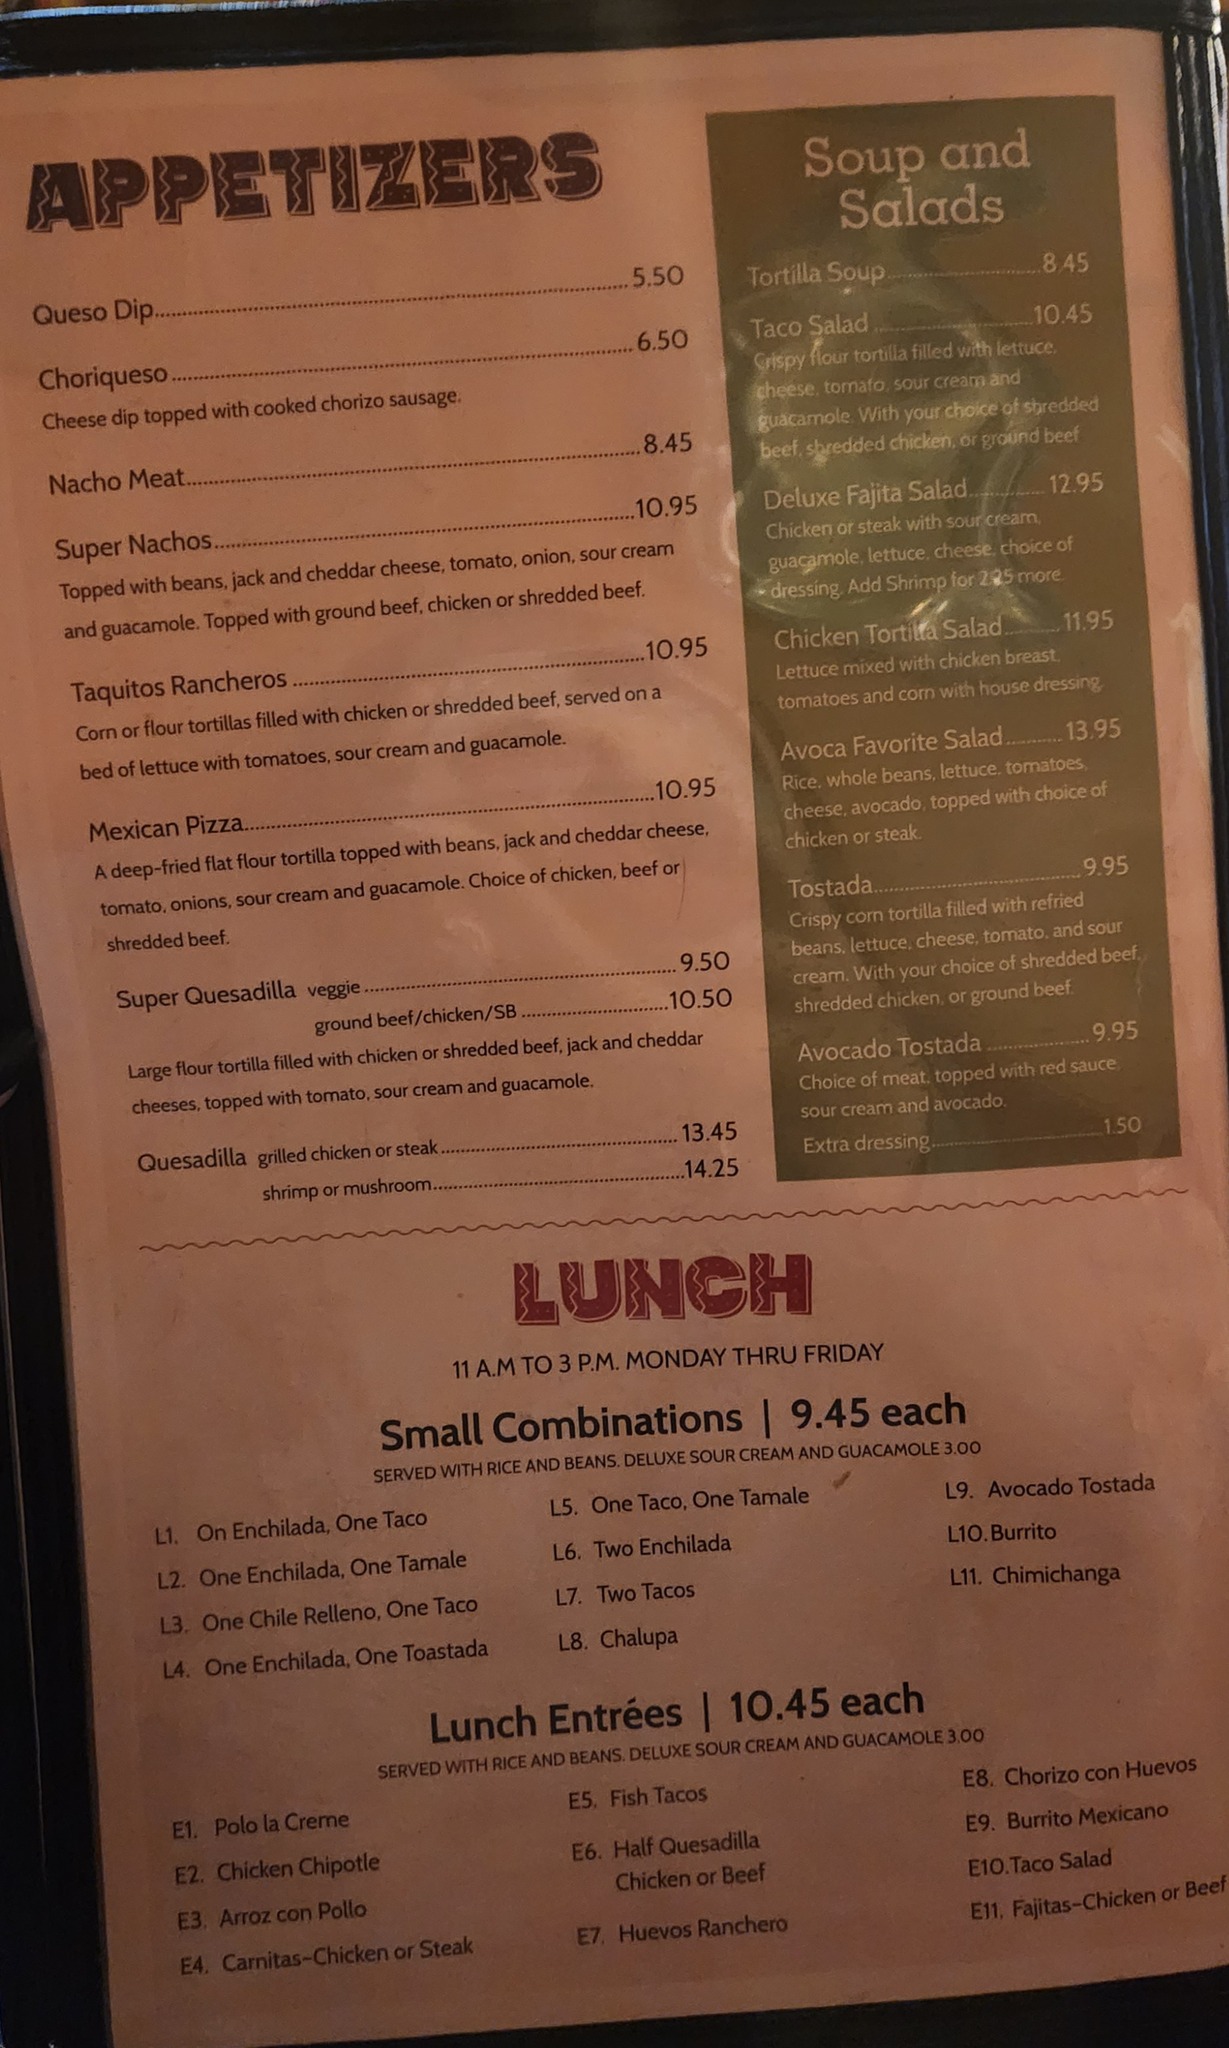 APPETIZERS
Queso Dip 5.50
Choriqueso 6.50
Cheese dip topped with cooked chorizo sausage.
Nacho Meat 8.45
Super Nachos 10.95
Topped with beans, jack and cheddar cheese, tomato, onion, sour cream
and guacamole. Topped with ground beef, chicken or shredded beef.
Taquitos Rancheros 10.95
Corn or flour tortillas filled with chicken or shredded beef, served on a
bed of lettuce with tomatoes, sour cream and guacamole.
Mexican Pizza 10.95
A deep-fried flat flour tortilla topped with beans, jack and cheddar cheese,
tomato, onions, sour cream and guacamole. Choice of chicken, beef or
shredded beef.
Super Quesadilla veggie 9.50
ground beef/chicken/SB 10.50
Large flour tortilla filled with chicken or shredded beef, jack and cheddar
cheeses, topped with tomato, sour cream and guacamole.
Quesadilla grilled chicken or steak 13.45
shrimp or mushroom 14.25
Soup and
Salads
Tortilla Soup 8.45
Taco Salad 10.45
Crispy flour tortilla filled with lettuce,
cheese, tomato, sour cream and
guacamole. With your choice of shredded
beef, shredded chicken, or ground beef
Deluxe Fajita Salad 12.95
Chicken or steak with sour cream,
guacamole, lettuce, cheese, choice of
dressing. Add Shrimp for 2.25 more.
Chicken Tortilla Salad 11.95
Lettuce mixed with chicken breast,
tomatoes and corn with house dressing.
Avoca Favorite Salad 13.95
Rice, whole beans, lettuce, tomatoes,
cheese, avocado, topped with choice of
chicken or steak.
Tostada 9.95
Crispy corn tortilla filled with refried
beans, lettuce, cheese, tomato, and sour
cream. With your choice of shredded beef,
shredded chicken, or ground beef.
Avocado Tostada 9.95
Choice of meat, topped with red sauce,
sour cream and avocado.
Extra dressing 1.50
LUNCH
11 A.M TO 3 P.M. MONDAY THRU FRIDAY
Small Combinations | 9.45 each
SERVED WITH RICE AND BEANS. DELUXE SOUR CREAM AND GUACAMOLE 3.00
L1. On Enchilada, One Taco
L2. One Enchilada, One Tamale
L3. One Chile Relleno, One Taco
L4. One Enchilada, One Toastada
L5. One Taco, One Tamale
L6. Two Enchilada
L7. Two Tacos
L8. Chalupa
L9. Avocado Tostada
L10. Burrito
L11. Chimichanga
Lunch Entrées | 10.45 each
SERVED WITH RICE AND BEANS. DELUXE SOUR CREAM AND GUACAMOLE 3.00
E1. Polo la Creme
E2. Chicken Chipotle
E3. Arroz con Pollo
E4. Carnitas-Chicken or Steak
E5. Fish Tacos
E6. Half Quesadilla
Chicken or Beef
E7. Huevos Ranchero
E8. Chorizo con Huevos
E9. Burrito Mexicano
E10. Taco Salad
E11. Fajitas-Chicken or Beef